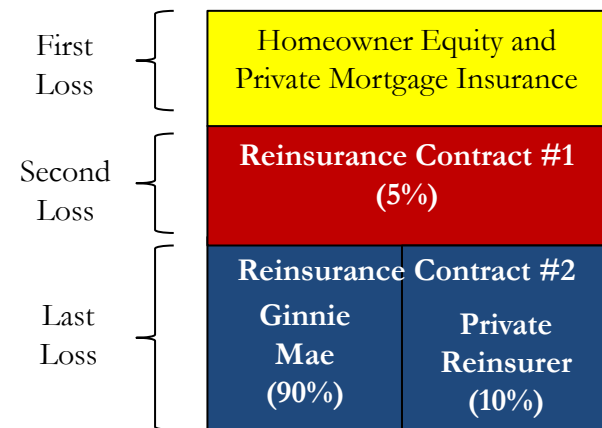 First
Loss
Homeowner Equity and
Private Mortgage Insurance
Second
Loss
Reinsurance Contract #1
(5%)
Last
Loss
Reinsurance Contract #2
Ginnie
Mae
(90%)
Private
Reinsurer
(10%)